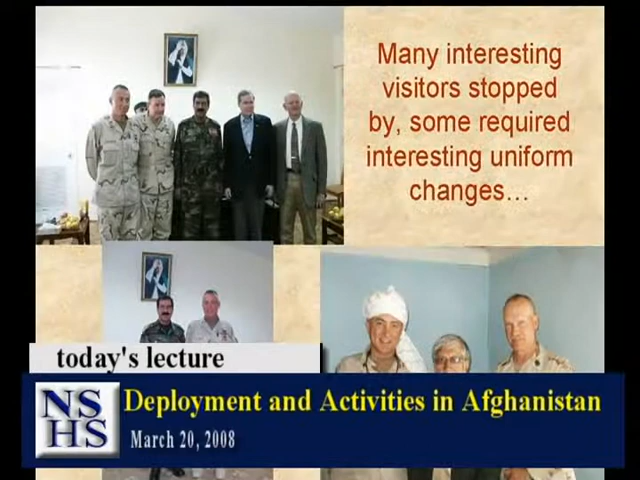 Many interesting
visitors stopped
by, some required
interesting uniform
changes…
today's lecture
NS
HS
Deployment and Activities in Afghanistan
March 20, 2008